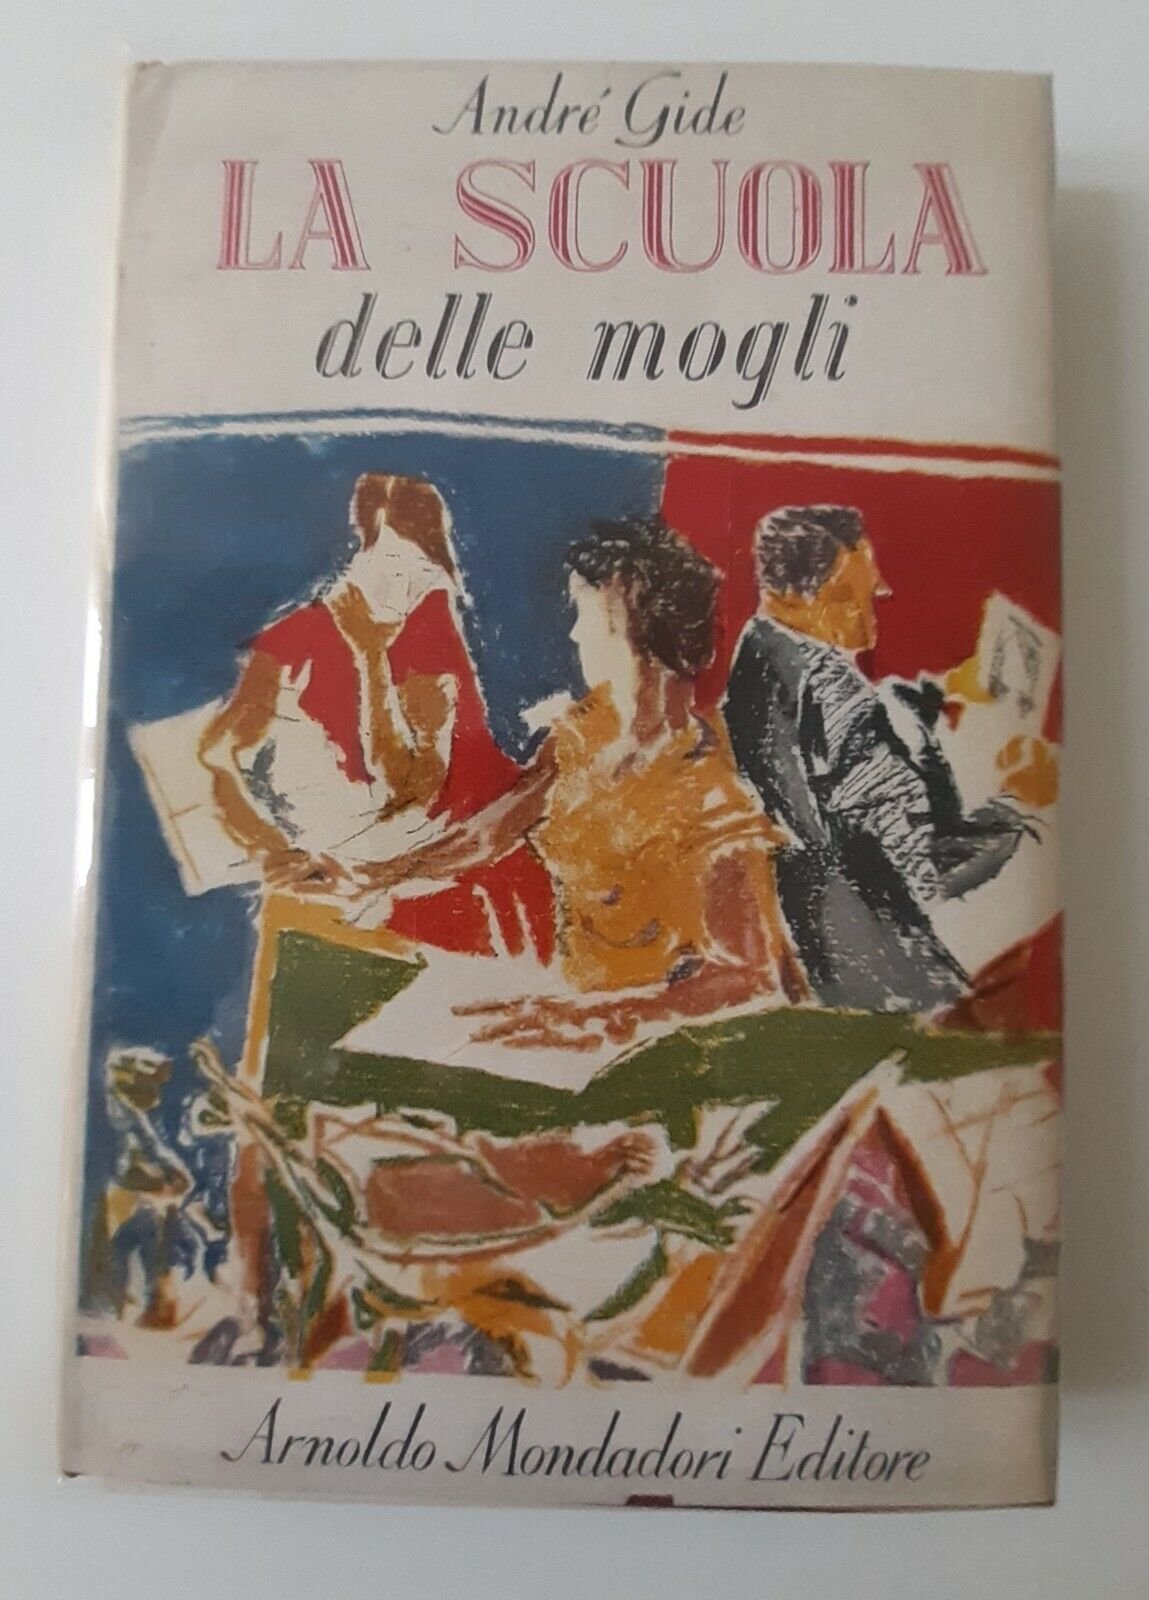 André Gide
LA SCUOLA
delle mogli
Arnoldo Mondadori Editore